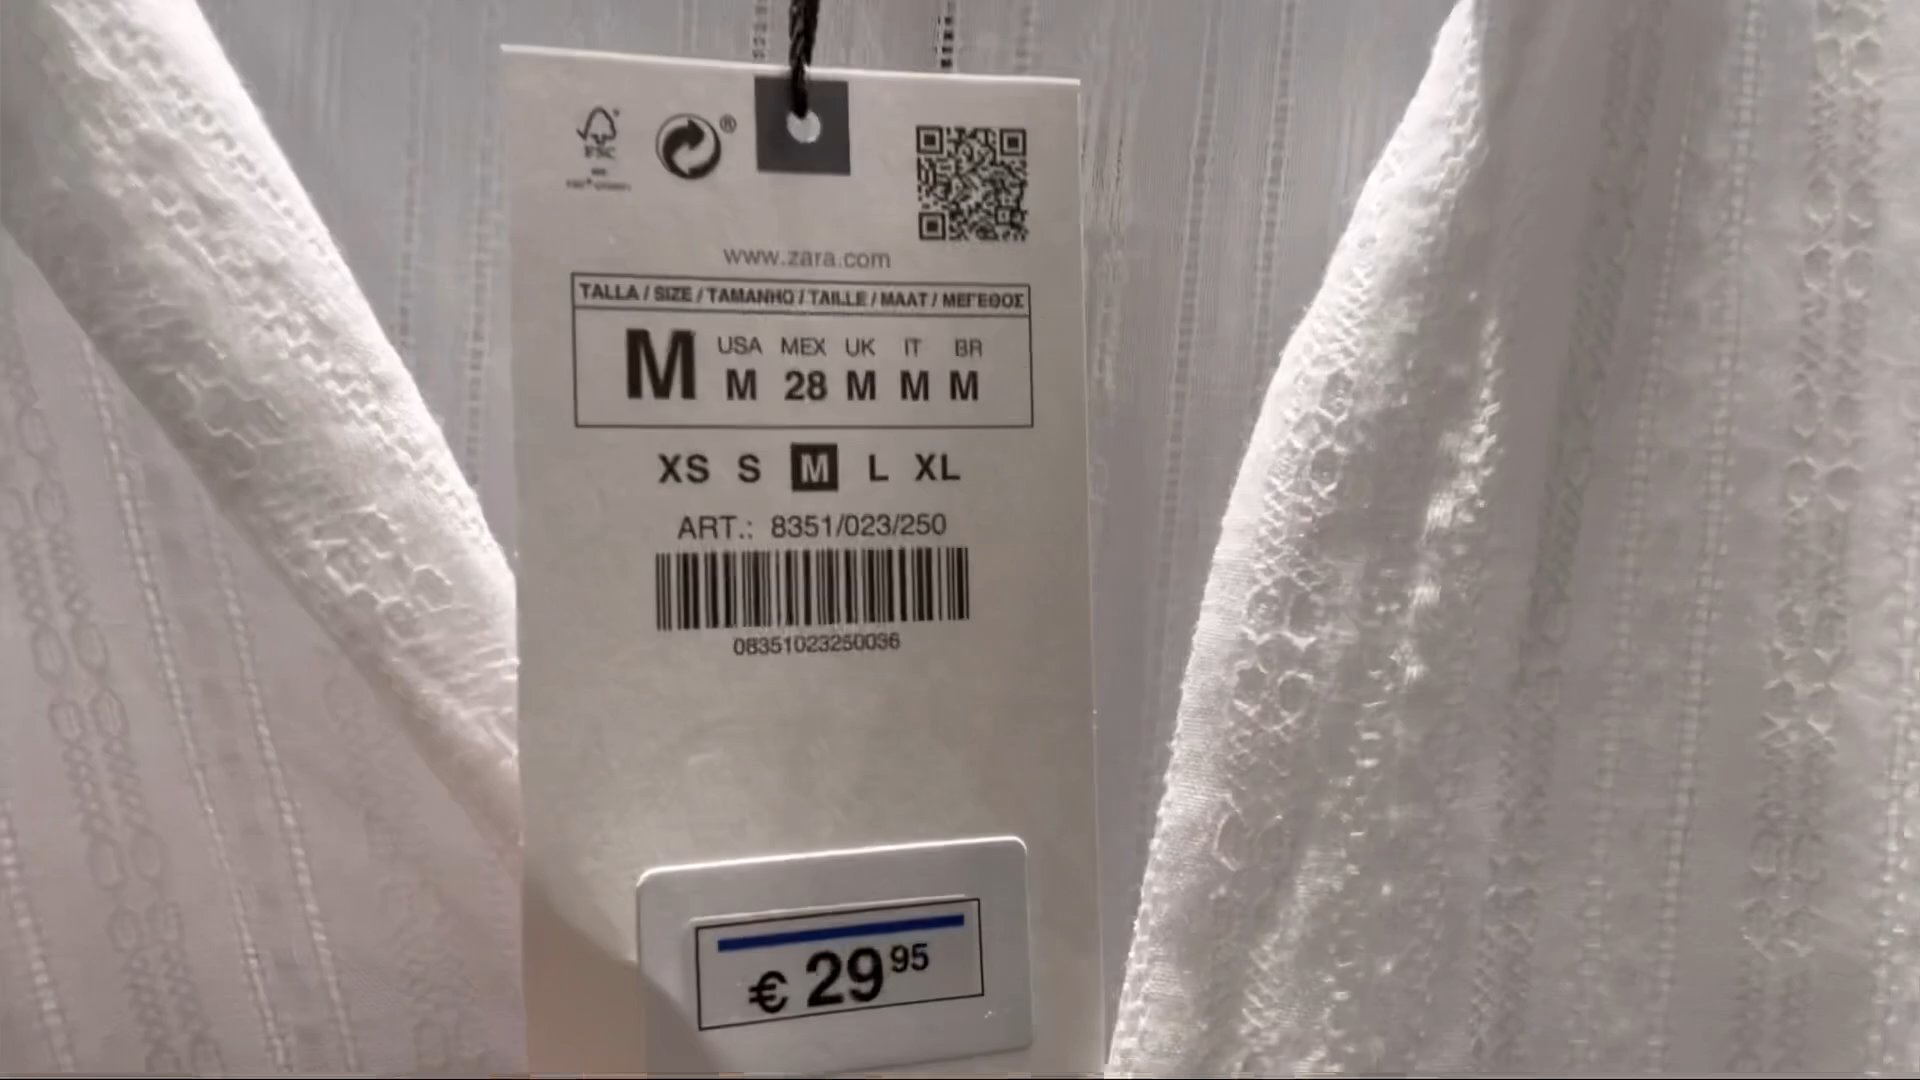 FSC
®
www.zara.com
TALLA / SIZE / TAMANHO / TAILLE / MAAT / ΜΕΓΕΘΟΣ
M USA MEX UK IT BR
M 28 M M M
XS S M L XL
ART.: 8351/023/250
08351023250036
€ 29 95